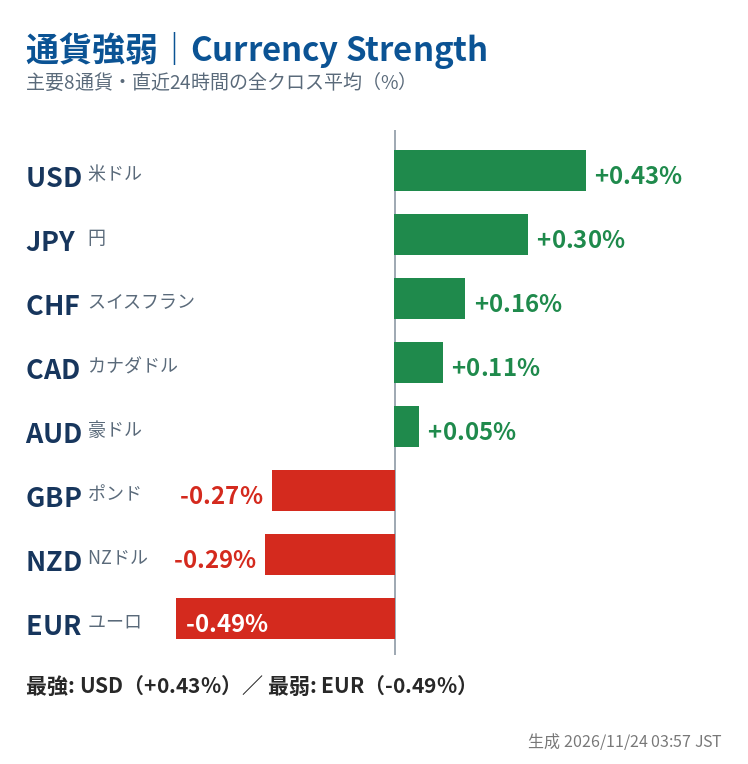 通貨強弱｜Currency Strength
主要8通貨・直近24時間の全クロス平均（%）
USD 米ドル +0.43%
JPY 円 +0.30%
CHF スイスフラン +0.16%
CAD カナダドル +0.11%
AUD 豪ドル +0.05%
GBP ポンド -0.27%
NZD NZドル -0.29%
EUR ユーロ -0.49%
最強: USD（+0.43%）／ 最弱: EUR（-0.49%）
生成 2026/11/24 03:57 JST